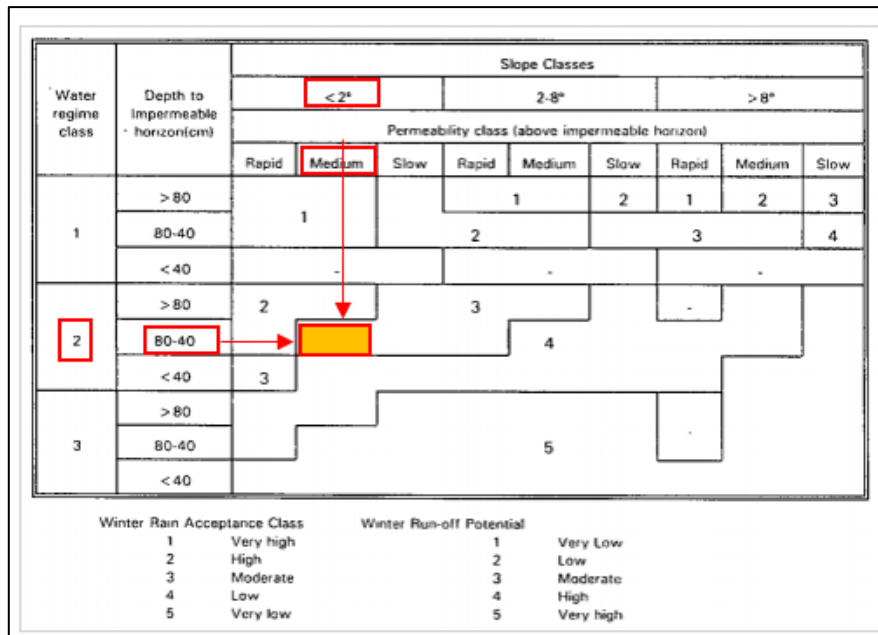 Slope Classes
Water regime class
Depth to Impermeable horizon(cm)
<2° 2-8° >8°
Permeability class (above impermeable horizon)
Rapid Medium Slow Rapid Medium Slow Rapid Medium Slow
>80 1 2 1 2 3
1
1 80-40 2 3 4
<40 - - -
>80 2 3 -
2 80-40 4
<40 3
>80
3 80-40 5 -
<40
Winter Rain Acceptance Class Winter Run-off Potential
1 Very high 1 Very Low
2 High 2 Low
3 Moderate 3 Moderate
4 Low 4 High
5 Very low 5 Very high